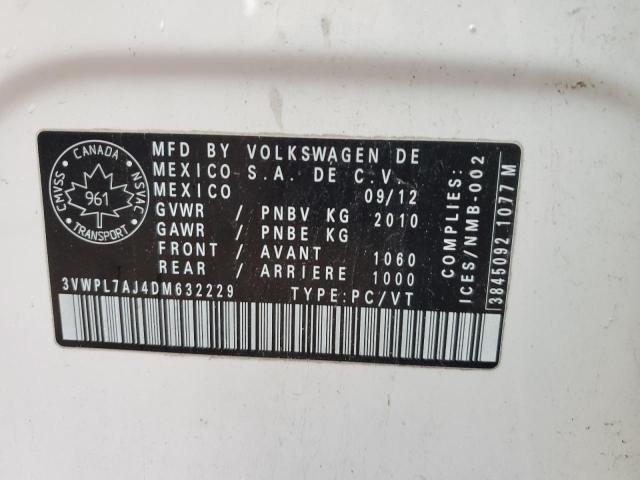 CANADA
CMVSS
NSVAC
961
TRANSPORT
MFD BY VOLKSWAGEN DE
MEXICO S.A. DE C.V.
MEXICO 09/12
GVWR / PNBV KG 2010
GAWR / PNBE KG
FRONT / AVANT 1060
REAR / ARRIERE 1000
3VWPL7AJ4DM632229 TYPE:PC/VT
COMPLIES:
ICES/NMB-002
3845092 1077M